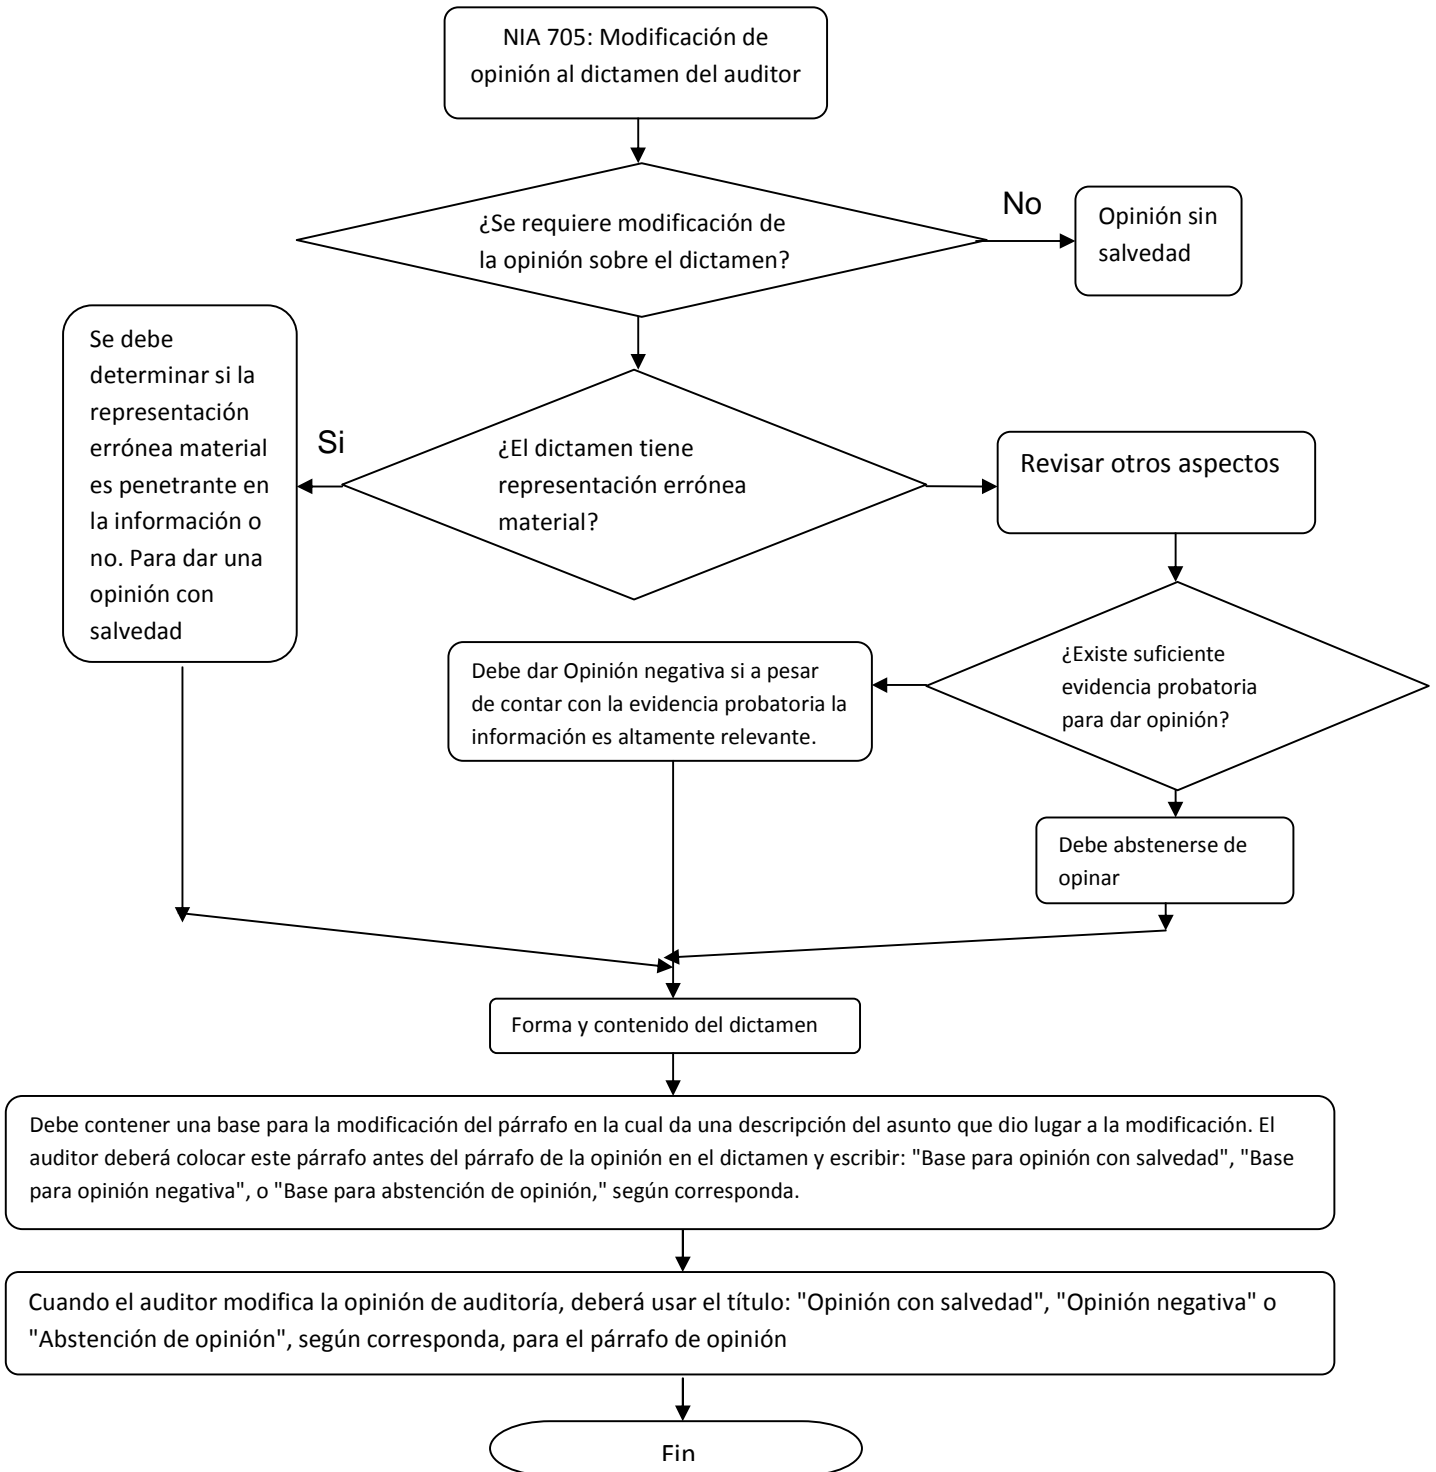 NIA 705: Modificación de
opinión al dictamen del auditor
¿Se requiere modificación de
la opinión sobre el dictamen?
No
Opinión sin
salvedad
Se debe
determinar si la
representación
errónea material
es penetrante en
la información o
no. Para dar una
opinión con
salvedad
Si
¿El dictamen tiene
representación errónea
material?
Revisar otros aspectos
¿Existe suficiente
evidencia probatoria
para dar opinión?
Debe dar Opinión negativa si a pesar
de contar con la evidencia probatoria la
información es altamente relevante.
Debe abstenerse de
opinar
Forma y contenido del dictamen
Debe contener una base para la modificación del párrafo en la cual da una descripción del asunto que dio lugar a la modificación. El
auditor deberá colocar este párrafo antes del párrafo de la opinión en el dictamen y escribir: "Base para opinión con salvedad", "Base
para opinión negativa", o "Base para abstención de opinión," según corresponda.
Cuando el auditor modifica la opinión de auditoría, deberá usar el título: "Opinión con salvedad", "Opinión negativa" o
"Abstención de opinión", según corresponda, para el párrafo de opinión
Fin